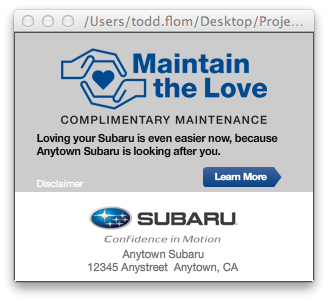 /Users/todd.flom/Desktop/Proje...
Maintain
the Love
COMPLIMENTARY MAINTENANCE
Loving your Subaru is even easier now, because
Anytown Subaru is looking after you.
Learn More
Disclaimer
SUBARU
Confidence in Motion
Anytown Subaru
12345 Anystreet Anytown, CA